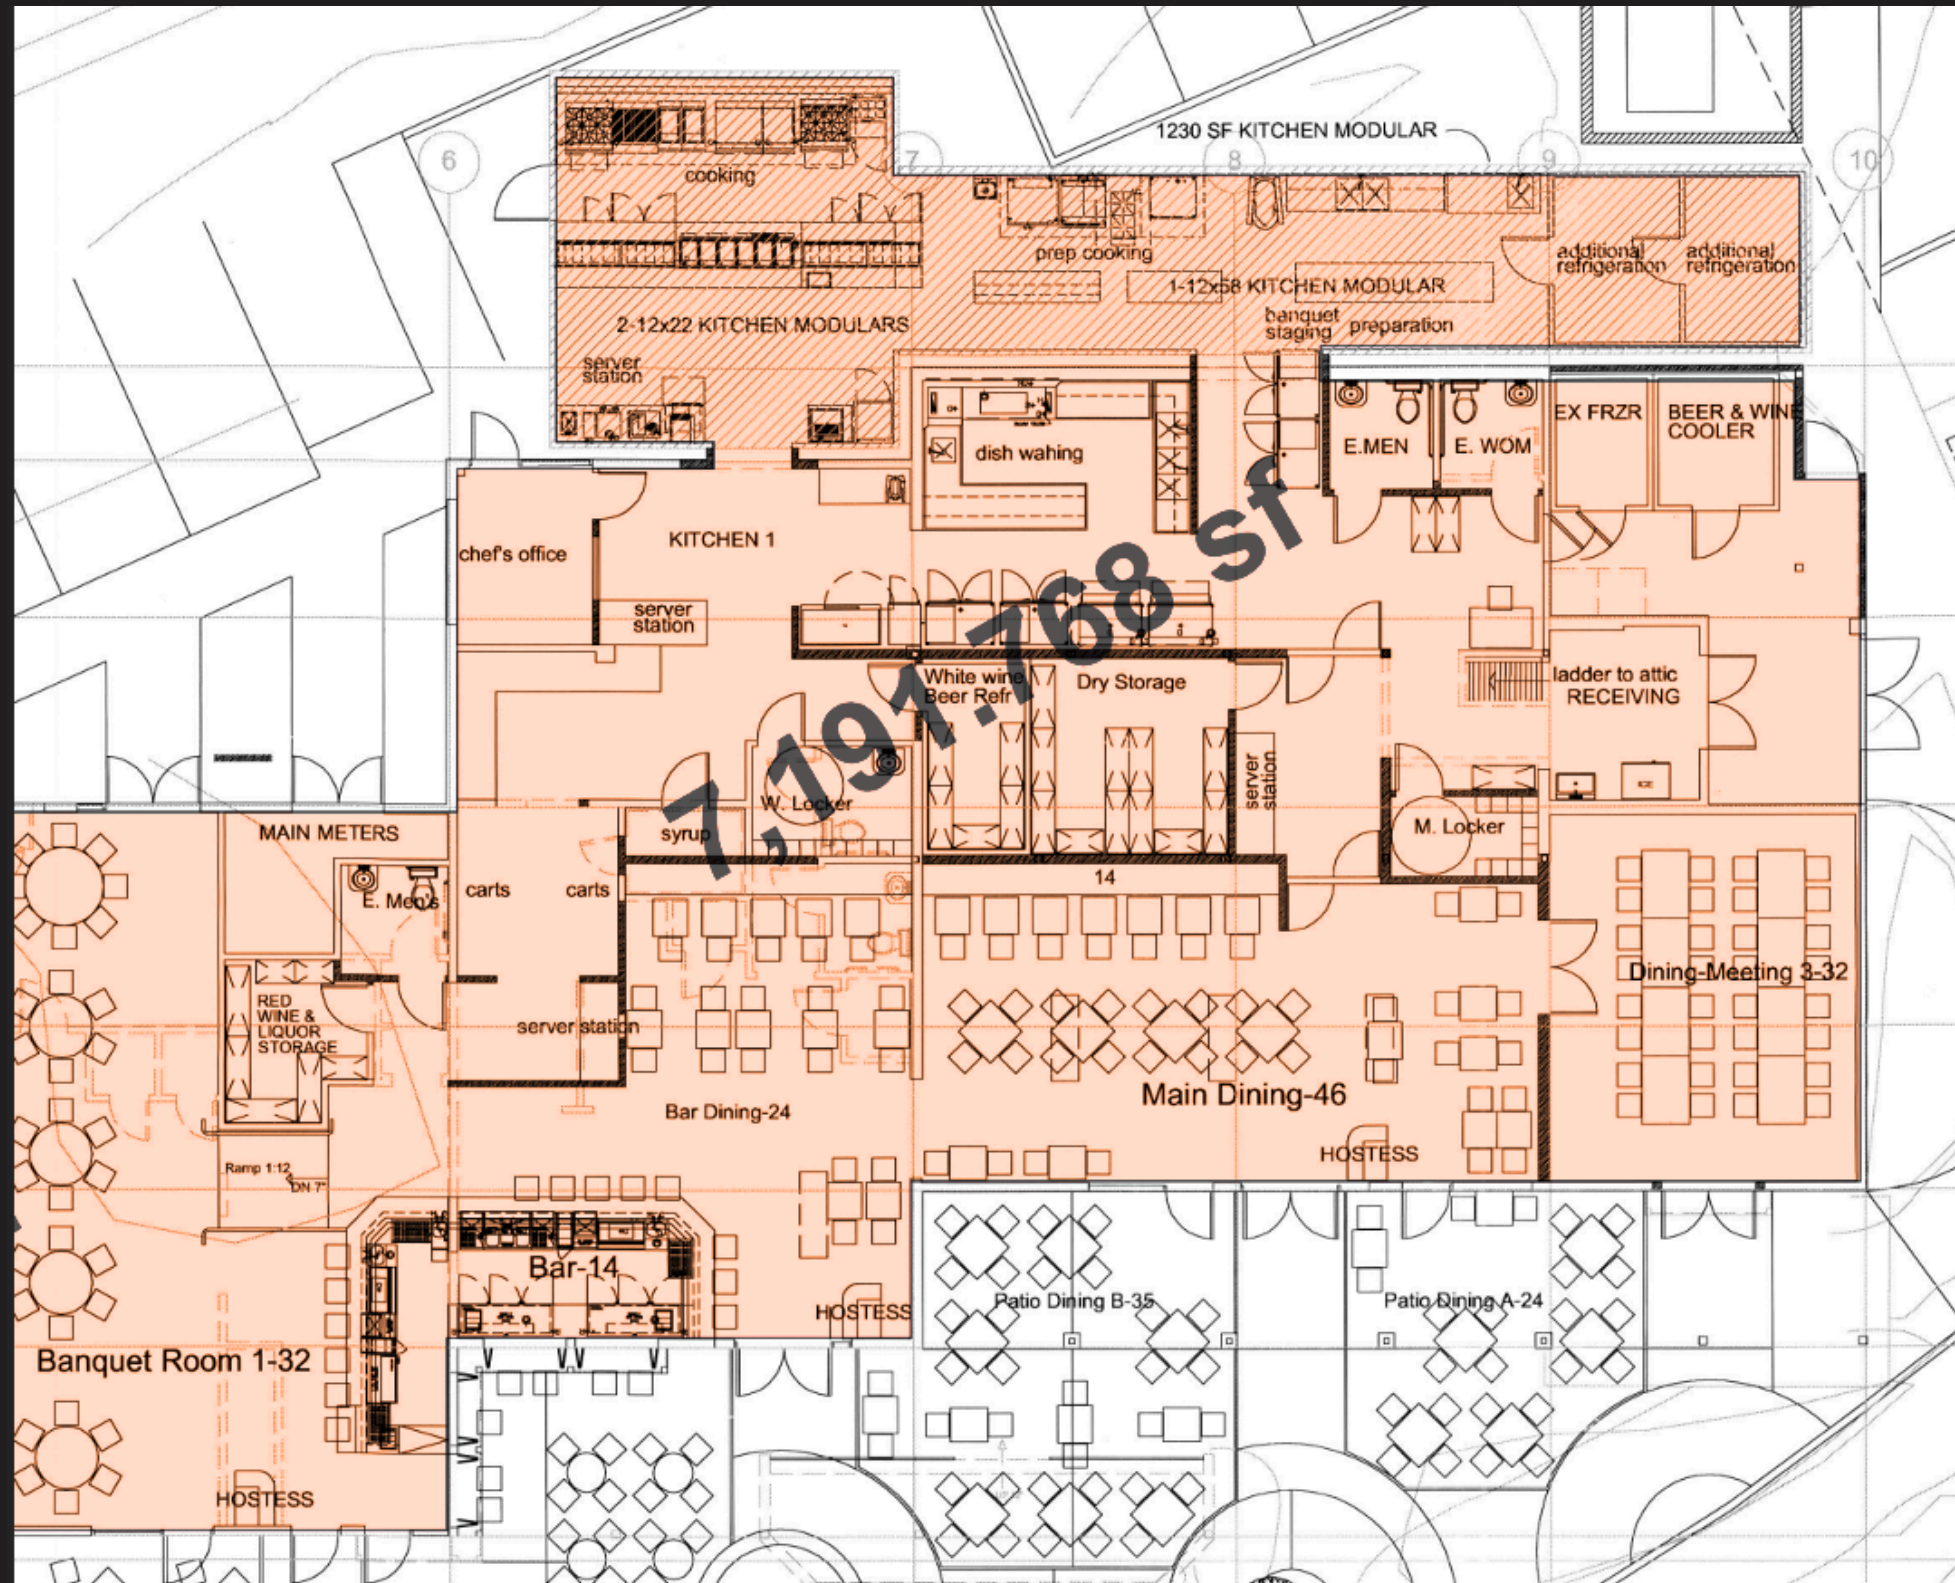 1230 SF KITCHEN MODULAR
6
7
8
9
10
cooking
prep cooking
additional
refrigeration
additional
refrigeration
1-12x58 KITCHEN MODULAR
2-12x22 KITCHEN MODULARS
banquet
staging
preparation
server
station
EX FRZR
BEER & WINE
COOLER
E.MEN
E. WOM
dish wahing
KITCHEN 1
chef's office
server
station
7,191.768 sf
White wine
Beer Refr
Dry Storage
ladder to attic
RECEIVING
server
station
W. Locker
syrup
M. Locker
MAIN METERS
14
carts
carts
E. Men's
Dining-Meeting 3-32
RED
WINE &
LIQUOR
STORAGE
server station
Main Dining-46
Bar Dining-24
HOSTESS
Ramp 1:12
DN 7"
Bar-14
HOSTESS
Patio Dining B-35
Patio Dining A-24
Banquet Room 1-32
HOSTESS